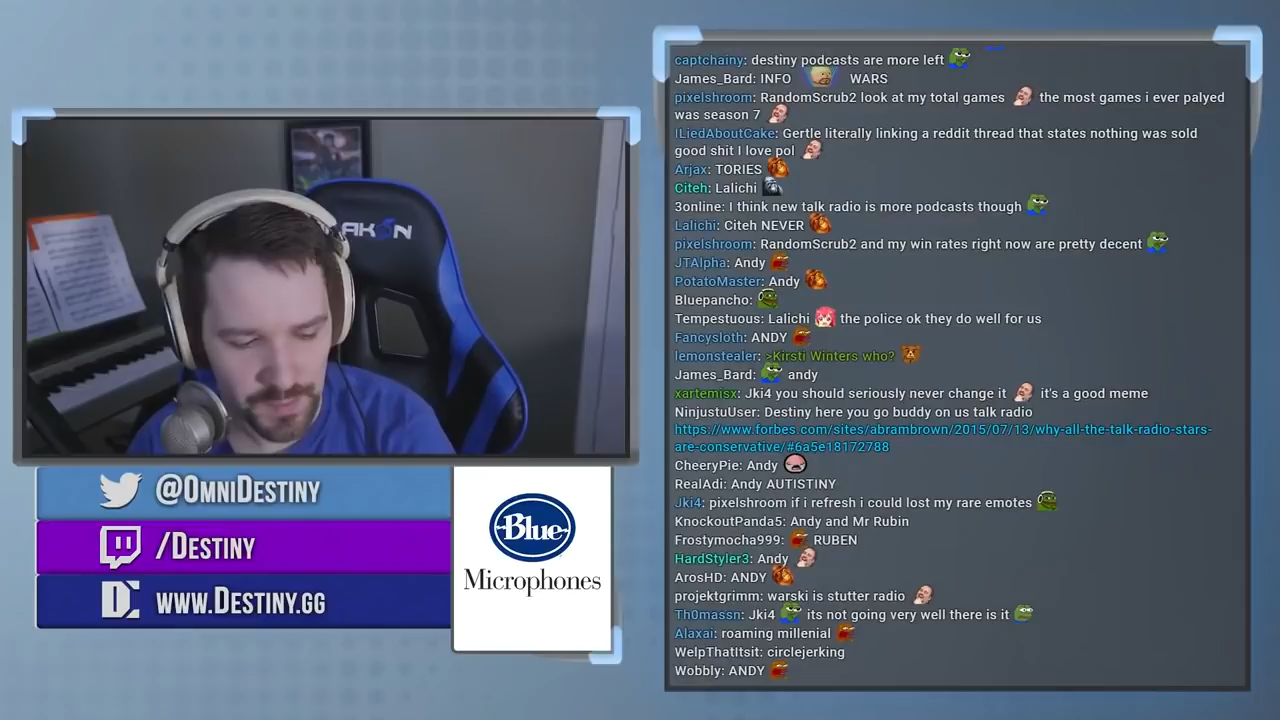 AKON
@OmniDestiny
/Destiny
www.Destiny.gg
Blue
Microphones
captchainy: destiny podcasts are more left
James_Bard: INFO WARS
pixelshroom: RandomScrub2 look at my total games the most games i ever palyed
was season 7
ILiedAboutCake: Gertle literally linking a reddit thread that states nothing was sold
good shit I love pol
Arjax: TORIES
Citeh: Lalichi
3online: I think new talk radio is more podcasts though
Lalichi: Citeh NEVER
pixelshroom: RandomScrub2 and my win rates right now are pretty decent
JTAlpha: Andy
PotatoMaster: Andy
Bluepancho:
Tempestuous: Lalichi the police ok they do well for us
Fancysloth: ANDY
lemonstealer: >Kirsti Winters who?
James_Bard: andy
xartemisx: Jki4 you should seriously never change it it's a good meme
NinjustuUser: Destiny here you go buddy on us talk radio
https://www.forbes.com/sites/abrambrown/2015/07/13/why-all-the-talk-radio-stars-
are-conservative/#6a5e18172788
CheeryPie: Andy
RealAdi: Andy AUTISTINY
Jki4: pixelshroom if i refresh i could lost my rare emotes
KnockoutPanda5: Andy and Mr Rubin
Frostymocha999: RUBEN
HardStyler3: Andy
ArosHD: ANDY
projektgrimm: warski is stutter radio
Th0massn: Jki4 its not going very well there is it
Alaxai: roaming millenial
WelpThatItsit: circlejerking
Wobbly: ANDY